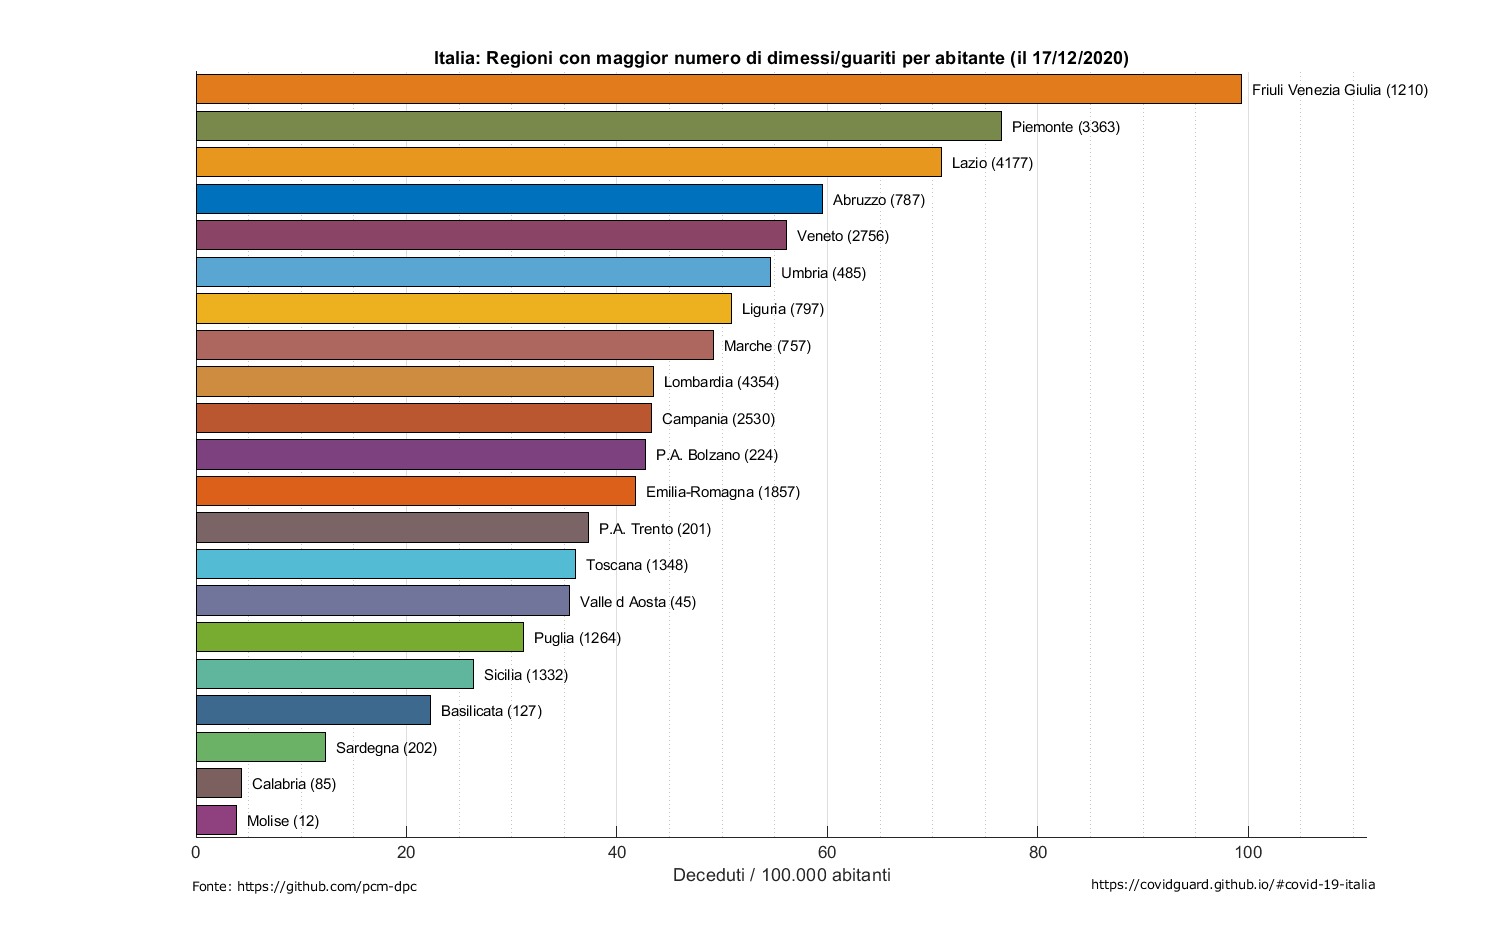 Italia: Regioni con maggior numero di dimessi/guariti per abitante (il 17/12/2020)
Friuli Venezia Giulia (1210)
Piemonte (3363)
Lazio (4177)
Abruzzo (787)
Veneto (2756)
Umbria (485)
Liguria (797)
Marche (757)
Lombardia (4354)
Campania (2530)
P.A. Bolzano (224)
Emilia-Romagna (1857)
P.A. Trento (201)
Toscana (1348)
Valle d Aosta (45)
Puglia (1264)
Sicilia (1332)
Basilicata (127)
Sardegna (202)
Calabria (85)
Molise (12)
0 20 40 60 80 100
Deceduti / 100.000 abitanti
Fonte: https://github.com/pcm-dpc
https://covidguard.github.io/#covid-19-italia